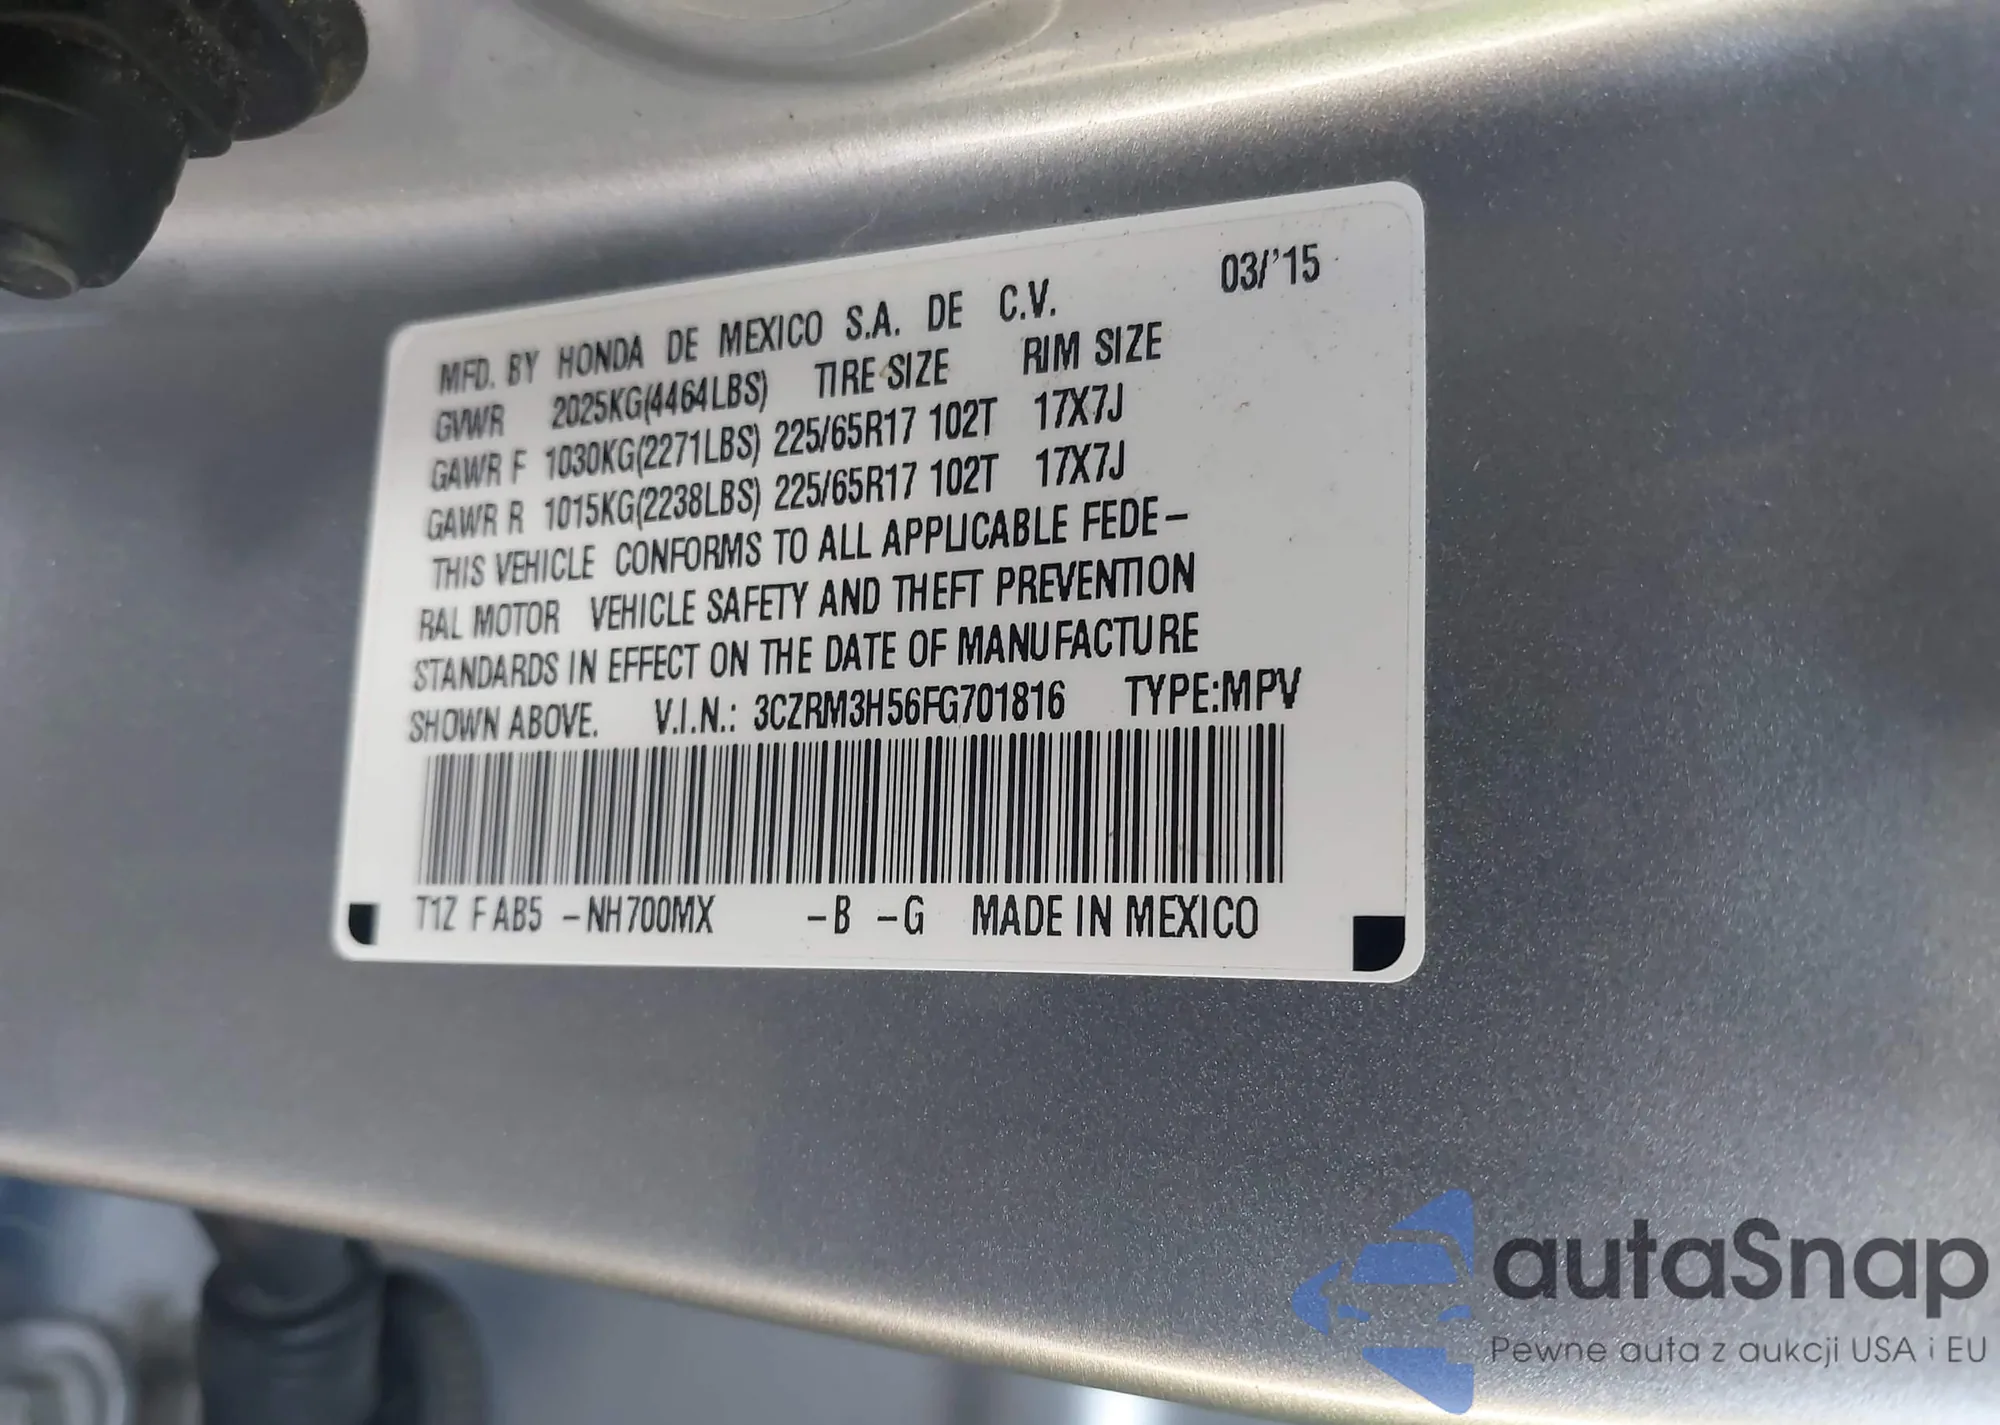 03/'15
MFD. BY HONDA DE MEXICO S.A. DE C.V.
GVWR 2025KG(4464LBS) TIRE SIZE RIM SIZE
GAWR F 1030KG(2271LBS) 225/65R17 102T 17X7J
GAWR R 1015KG(2238LBS) 225/65R17 102T 17X7J
THIS VEHICLE CONFORMS TO ALL APPLICABLE FEDE-
RAL MOTOR VEHICLE SAFETY AND THEFT PREVENTION
STANDARDS IN EFFECT ON THE DATE OF MANUFACTURE
SHOWN ABOVE. V.I.N.: 3CZRM3H56FG701816 TYPE:MPV
T1Z F AB5 -NH700MX -B -G MADE IN MEXICO
autaSnap
Pewne auta z aukcji USA i EU